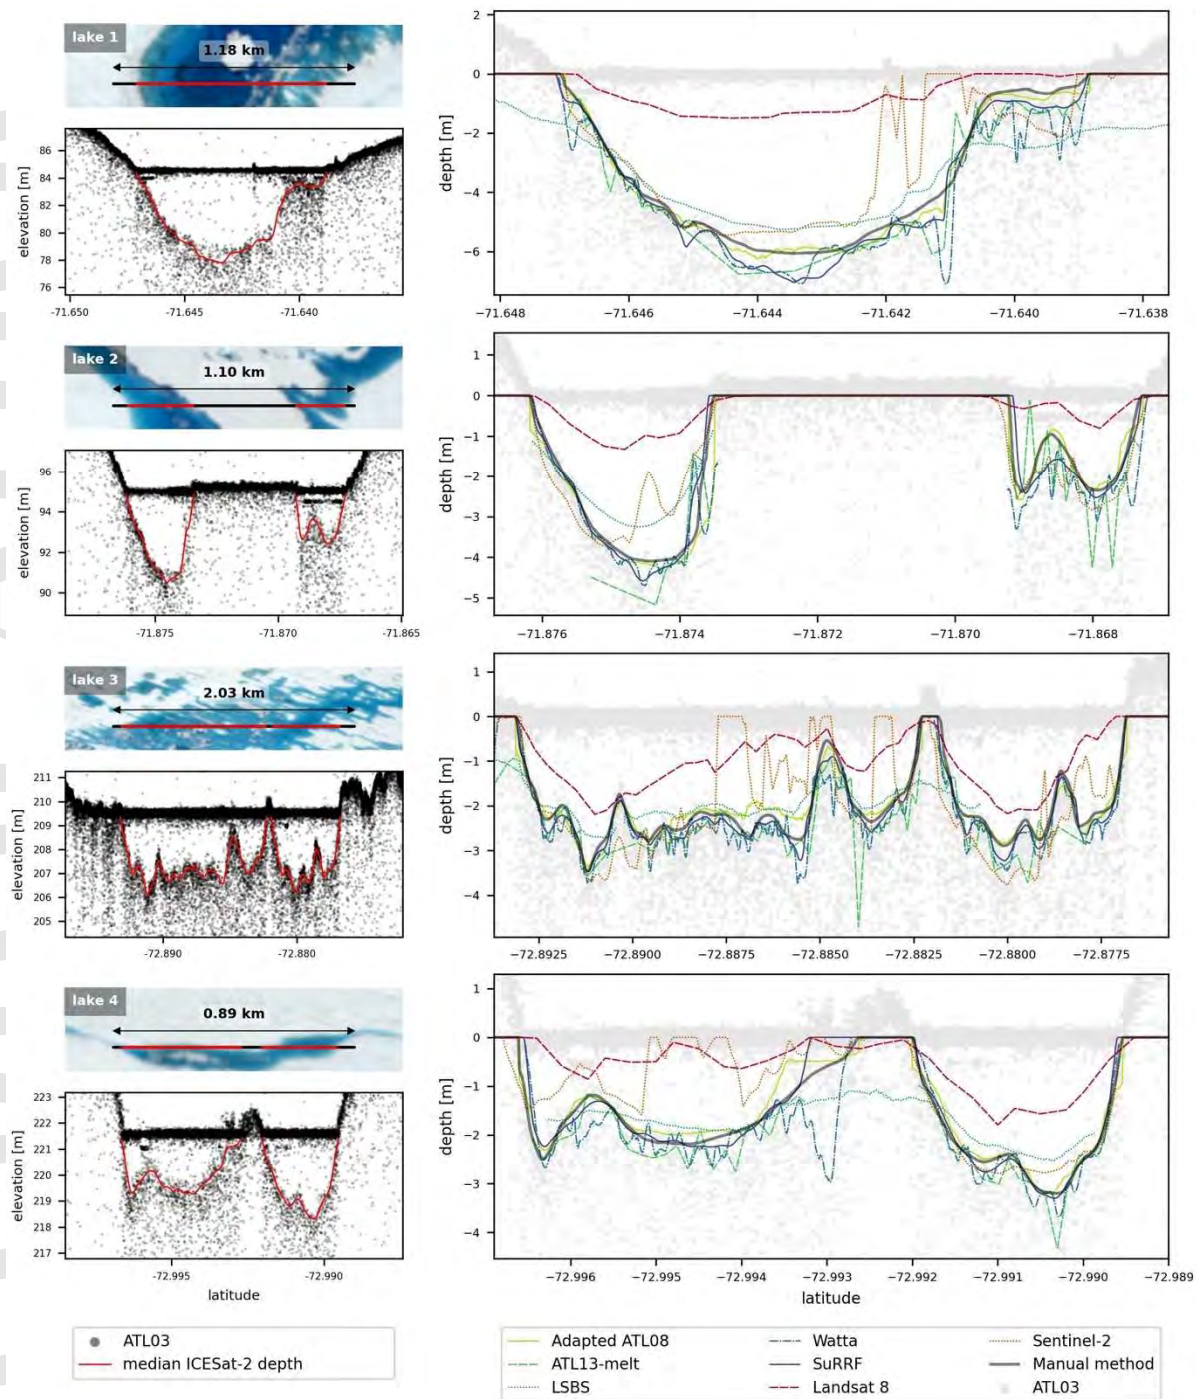 lake 1
1.18 km
elevation [m]
86
84
82
80
78
76
-71.650
-71.645
-71.640
depth [m]
2
0
−2
−4
−6
−71.648
−71.646
−71.644
−71.642
−71.640
−71.638
lake 2
1.10 km
elevation [m]
96
94
92
90
-71.875
-71.870
-71.865
depth [m]
1
0
−1
−2
−3
−4
−5
−71.876
−71.874
−71.872
−71.870
−71.868
lake 3
2.03 km
elevation [m]
211
210
209
208
207
206
205
-72.890
-72.880
depth [m]
1
0
−1
−2
−3
−4
−72.8925
−72.8900
−72.8875
−72.8850
−72.8825
−72.8800
−72.8775
lake 4
0.89 km
elevation [m]
223
222
221
220
219
218
217
-72.995
-72.990
latitude
depth [m]
1
0
−1
−2
−3
−4
−72.996
−72.995
−72.994
−72.993
−72.992
−72.991
−72.990
−72.989
latitude
ATL03
median ICESat-2 depth
Adapted ATL08
ATL13-melt
LSBS
Watta
SuRRF
Landsat 8
Sentinel-2
Manual method
ATL03